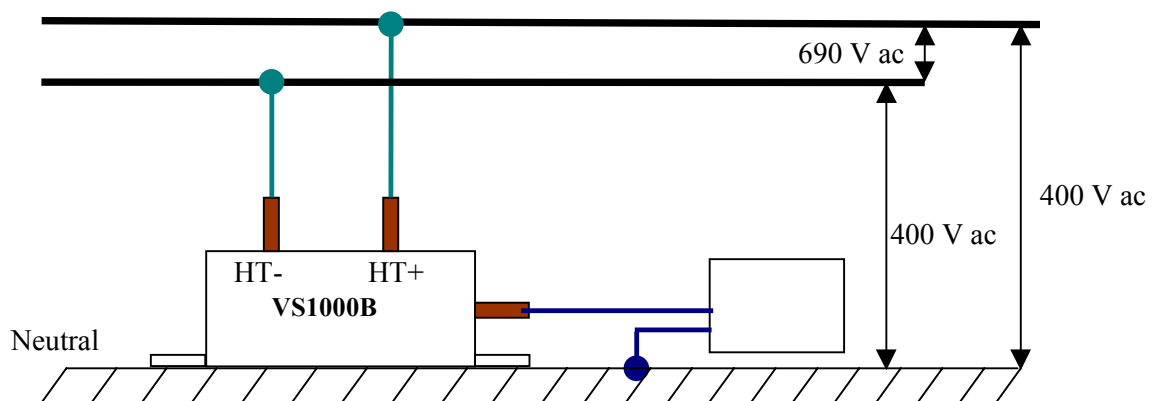 690 V ac
400 V ac
400 V ac
HT-
HT+
VS1000B
Neutral